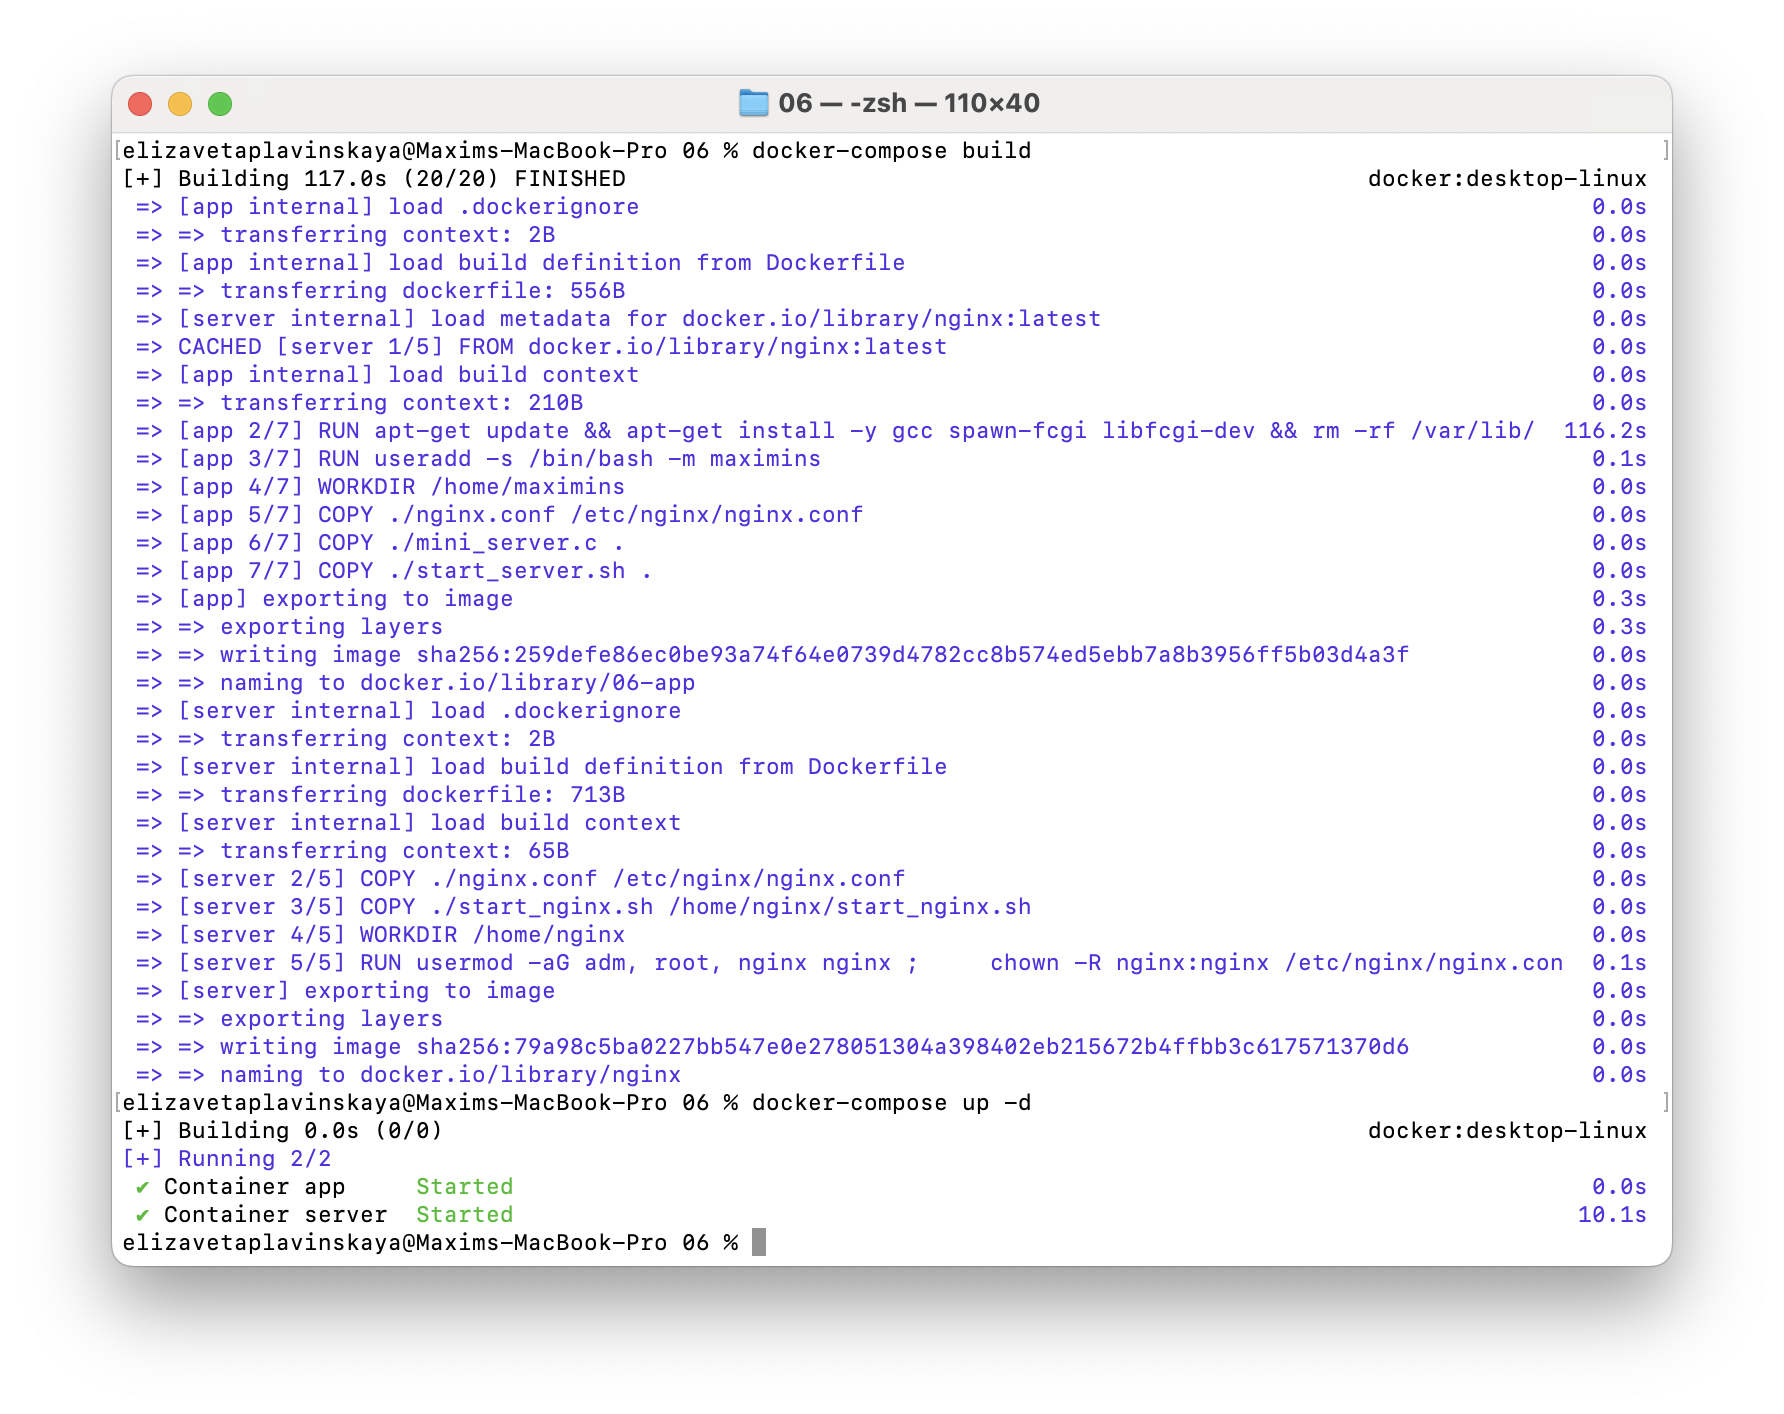 06 — -zsh — 110×40
elizavetaplavinskaya@Maxims-MacBook-Pro 06 % docker-compose build
[+] Building 117.0s (20/20) FINISHED docker:desktop-linux
=> [app internal] load .dockerignore 0.0s
=> => transferring context: 2B 0.0s
=> [app internal] load build definition from Dockerfile 0.0s
=> => transferring dockerfile: 556B 0.0s
=> [server internal] load metadata for docker.io/library/nginx:latest 0.0s
=> CACHED [server 1/5] FROM docker.io/library/nginx:latest 0.0s
=> [app internal] load build context 0.0s
=> => transferring context: 210B 0.0s
=> [app 2/7] RUN apt-get update && apt-get install -y gcc spawn-fcgi libfcgi-dev && rm -rf /var/lib/ 116.2s
=> [app 3/7] RUN useradd -s /bin/bash -m maximins 0.1s
=> [app 4/7] WORKDIR /home/maximins 0.0s
=> [app 5/7] COPY ./nginx.conf /etc/nginx/nginx.conf 0.0s
=> [app 6/7] COPY ./mini_server.c . 0.0s
=> [app 7/7] COPY ./start_server.sh . 0.0s
=> [app] exporting to image 0.3s
=> => exporting layers 0.3s
=> => writing image sha256:259defe86ec0be93a74f64e0739d4782cc8b574ed5ebb7a8b3956ff5b03d4a3f 0.0s
=> => naming to docker.io/library/06-app 0.0s
=> [server internal] load .dockerignore 0.0s
=> => transferring context: 2B 0.0s
=> [server internal] load build definition from Dockerfile 0.0s
=> => transferring dockerfile: 713B 0.0s
=> [server internal] load build context 0.0s
=> => transferring context: 65B 0.0s
=> [server 2/5] COPY ./nginx.conf /etc/nginx/nginx.conf 0.0s
=> [server 3/5] COPY ./start_nginx.sh /home/nginx/start_nginx.sh 0.0s
=> [server 4/5] WORKDIR /home/nginx 0.0s
=> [server 5/5] RUN usermod -aG adm, root, nginx nginx ;     chown -R nginx:nginx /etc/nginx/nginx.con 0.1s
=> [server] exporting to image 0.0s
=> => exporting layers 0.0s
=> => writing image sha256:79a98c5ba0227bb547e0e278051304a398402eb215672b4ffbb3c617571370d6 0.0s
=> => naming to docker.io/library/nginx 0.0s
elizavetaplavinskaya@Maxims-MacBook-Pro 06 % docker-compose up -d
[+] Building 0.0s (0/0) docker:desktop-linux
[+] Running 2/2
✔ Container app Started 0.0s
✔ Container server Started 10.1s
elizavetaplavinskaya@Maxims-MacBook-Pro 06 %